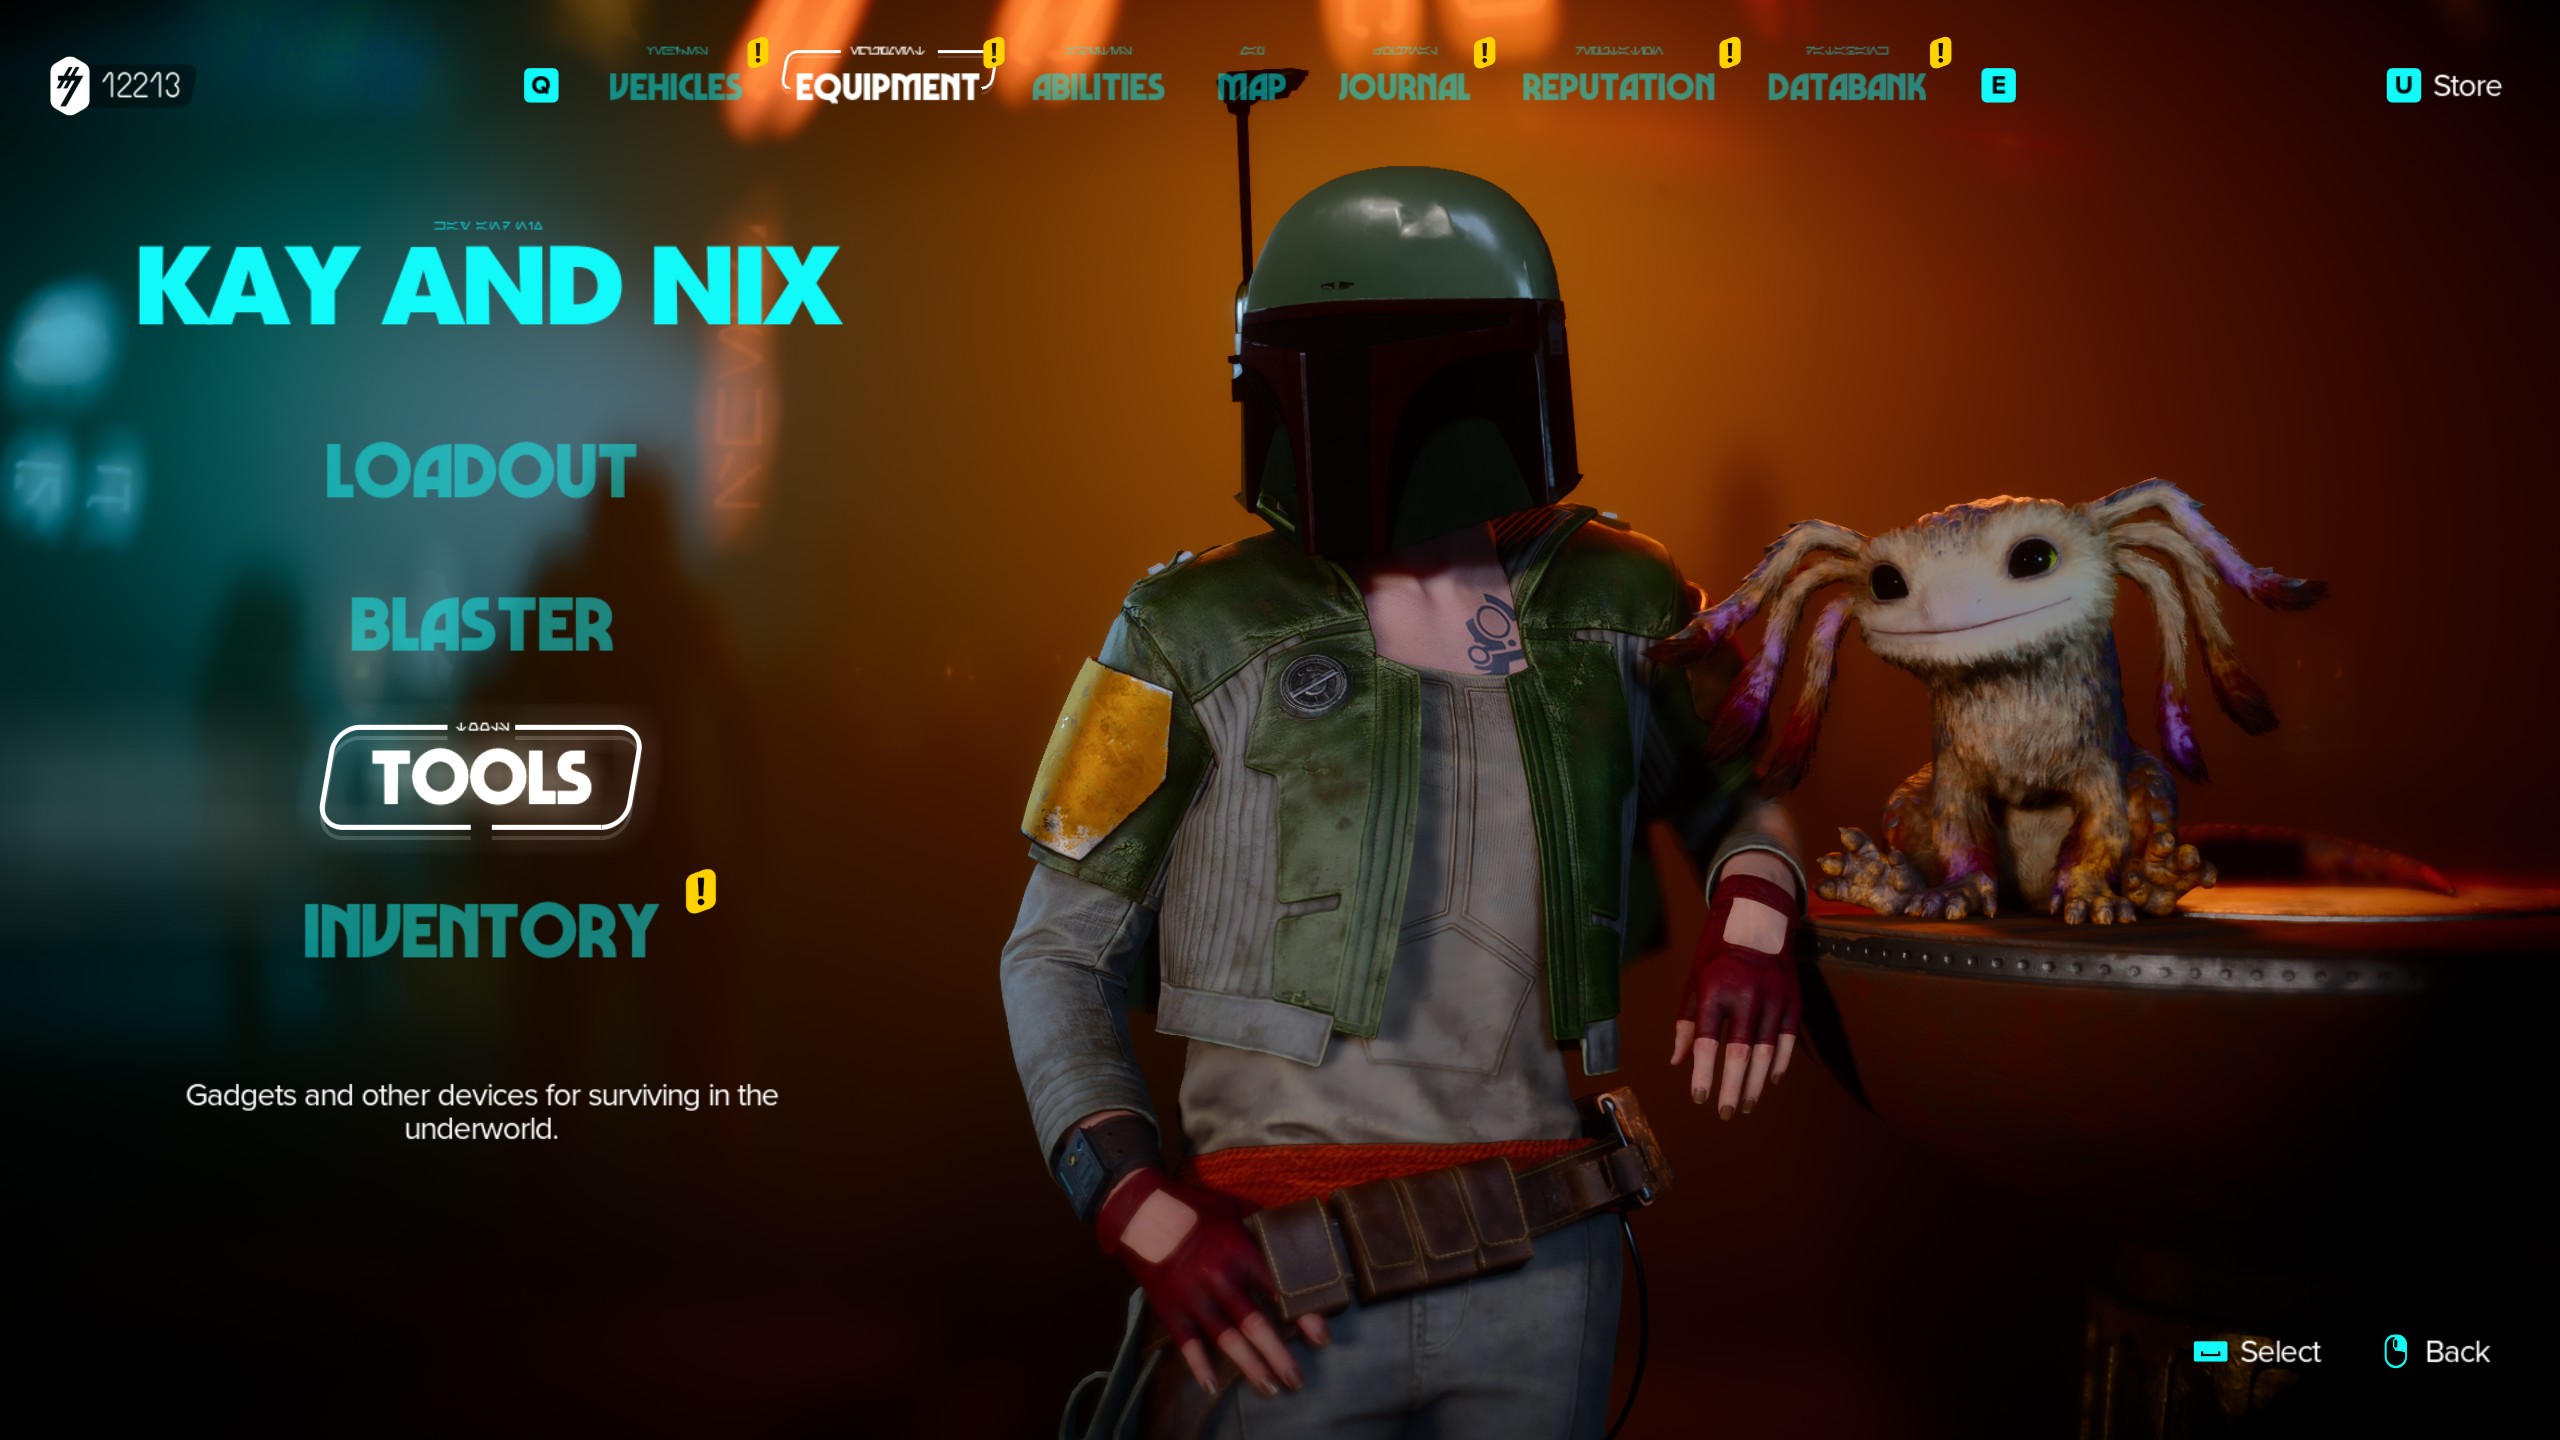 12213
Q
VEHICLES !
EQUIPMENT !
ABILITIES
MAP
JOURNAL !
REPUTATION !
DATABANK !
E
U Store
KAY AND NIX
LOADOUT
BLASTER
TOOLS
INVENTORY !
Gadgets and other devices for surviving in the
underworld.
Select
Back